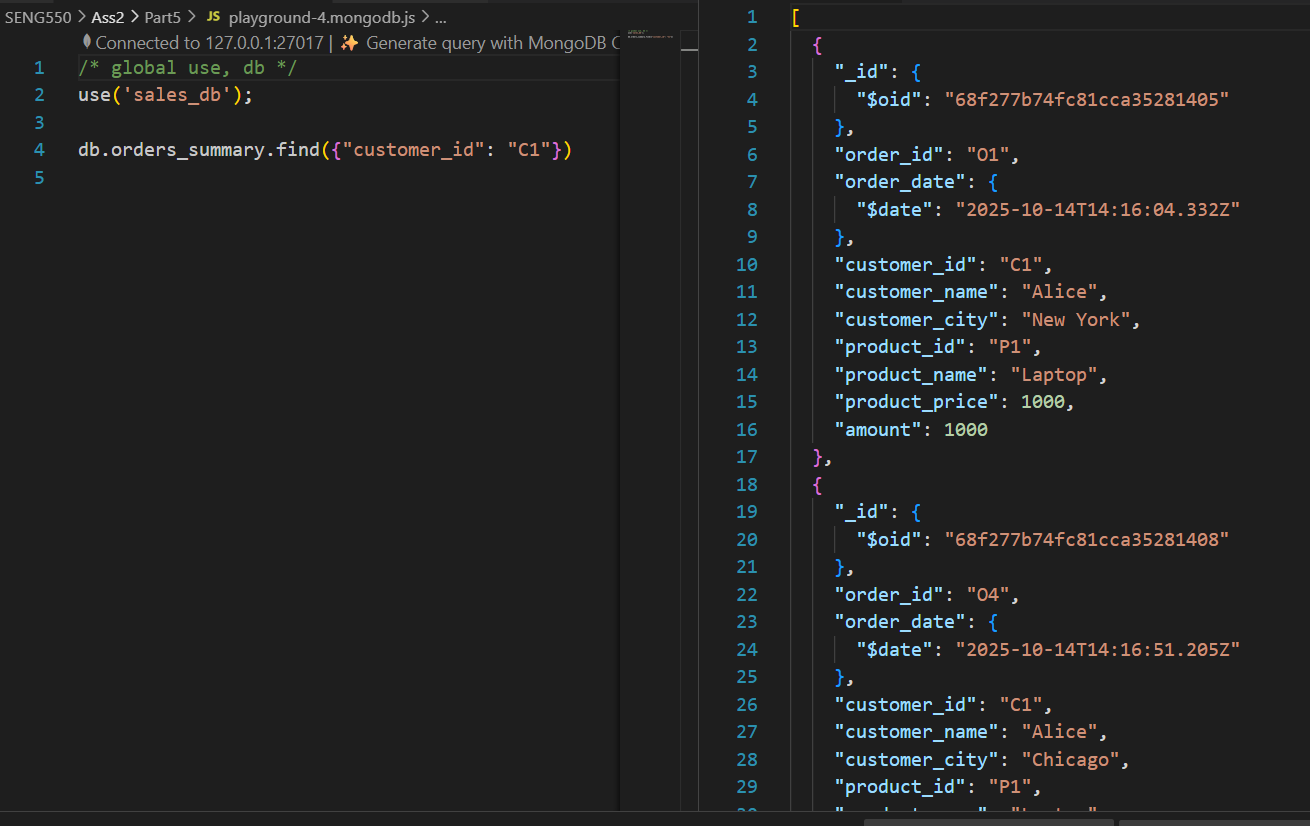 SENG550 > Ass2 > Part5 > JS playground-4.mongodb.js > ...
Connected to 127.0.0.1:27017 | ✨ Generate query with MongoDB C
1 /* global use, db */
2 use('sales_db');
3
4 db.orders_summary.find({"customer_id": "C1"})
5
1 [
2 {
3 "_id": {
4 "$oid": "68f277b74fc81cca35281405"
5 },
6 "order_id": "O1",
7 "order_date": {
8 "$date": "2025-10-14T14:16:04.332Z"
9 },
10 "customer_id": "C1",
11 "customer_name": "Alice",
12 "customer_city": "New York",
13 "product_id": "P1",
14 "product_name": "Laptop",
15 "product_price": 1000,
16 "amount": 1000
17 },
18 {
19 "_id": {
20 "$oid": "68f277b74fc81cca35281408"
21 },
22 "order_id": "O4",
23 "order_date": {
24 "$date": "2025-10-14T14:16:51.205Z"
25 },
26 "customer_id": "C1",
27 "customer_name": "Alice",
28 "customer_city": "Chicago",
29 "product_id": "P1",